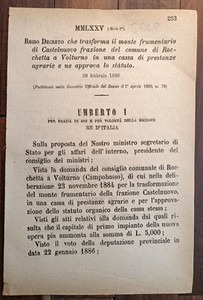 253
MMLXXV (Serie 3ª)
REGIO DECRETO che trasforma il monte frumentario
di Castelnuovo frazione del comune di Roc-
chetta a Volturno in una cassa di prestanze
agrarie e ne approva lo statuto.
28 febbraio 1886
(Pubblicato nella Gazzetta Ufficiale del Regno il 1º aprile 1886, n. 76)
UMBERTO I
PER GRAZIA DI DIO E PER VOLONTÀ DELLA NAZIONE
RE D'ITALIA
Sulla proposta del Nostro ministro segretario di
Stato per gli affari dell'interno, presidente del
consiglio dei ministri;
Vista la domanda del consiglio comunale di Roc-
chetta a Volturno (Campobasso), di cui nella deli-
berazione 23 novembre 1884 per la trasformazione
del monte frumentario della frazione Castelnuovo,
in una cassa di prestanze agrarie e per l'approva-
zione dello statuto organico della cassa stessa;
Visti gli atti relativi alla domanda dai quali ri-
sulta che il capitale di primo impianto della nuova
opera pia ammonta alla somma di L. 5,000;
Visto il voto della deputazione provinciale in
data 22 gennaio 1886;